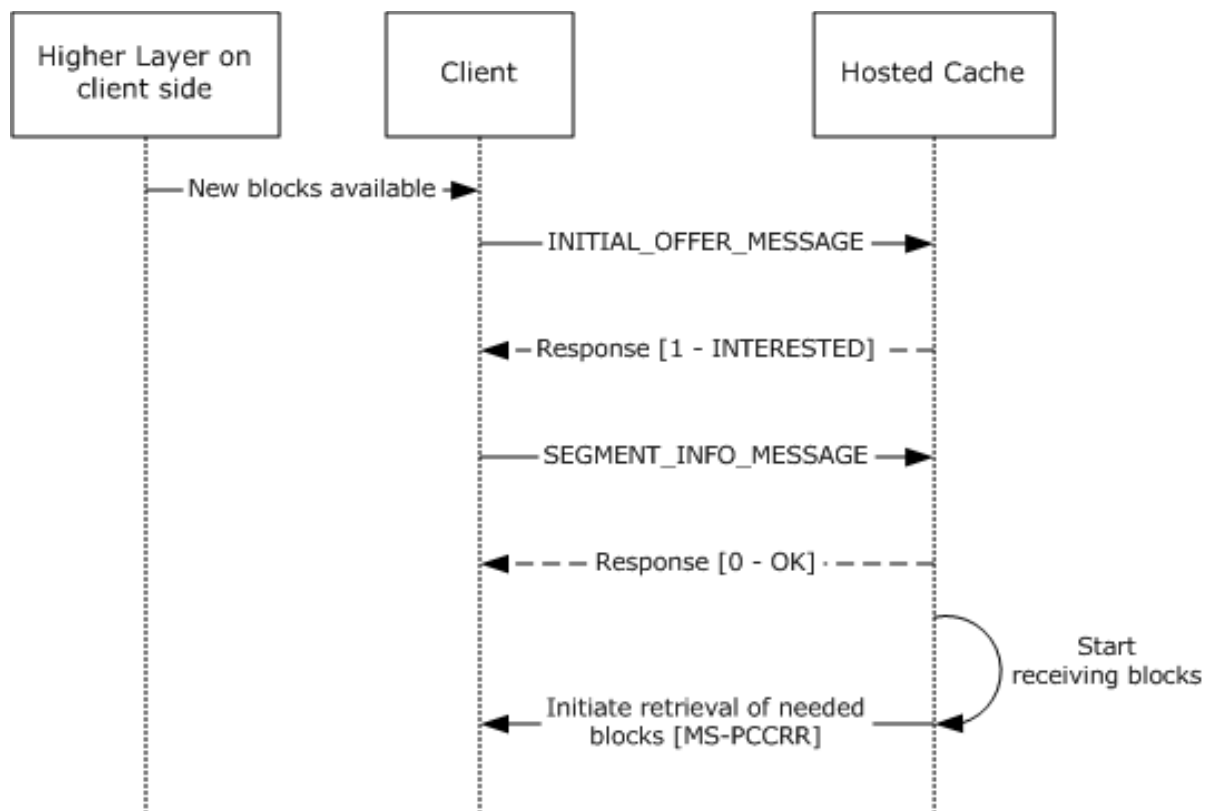 Higher Layer on
client side
Client
Hosted Cache
New blocks available
INITIAL_OFFER_MESSAGE
Response [1 - INTERESTED]
SEGMENT_INFO_MESSAGE
Response [0 - OK]
Start
receiving blocks
Initiate retrieval of needed
blocks [MS-PCCRR]